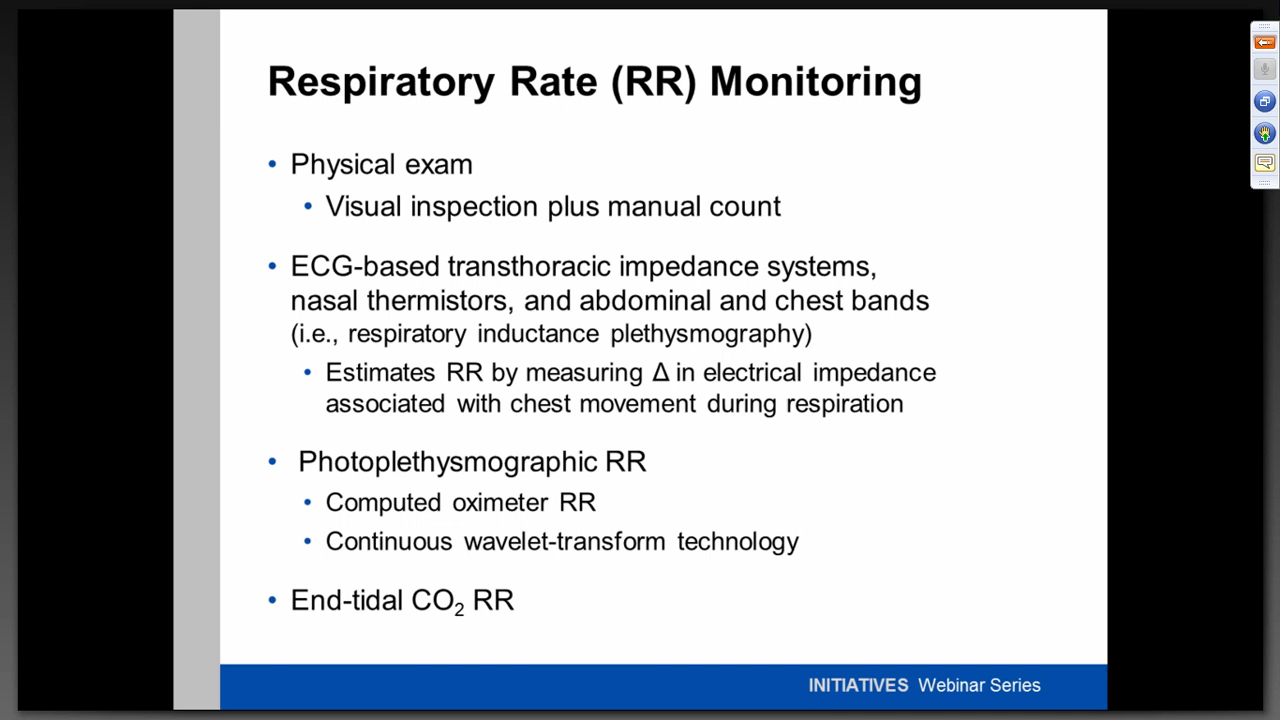 Respiratory Rate (RR) Monitoring
• Physical exam
• Visual inspection plus manual count
• ECG-based transthoracic impedance systems,
nasal thermistors, and abdominal and chest bands
(i.e., respiratory inductance plethysmography)
• Estimates RR by measuring Δ in electrical impedance
associated with chest movement during respiration
• Photoplethysmographic RR
• Computed oximeter RR
• Continuous wavelet-transform technology
• End-tidal CO₂ RR
INITIATIVES Webinar Series